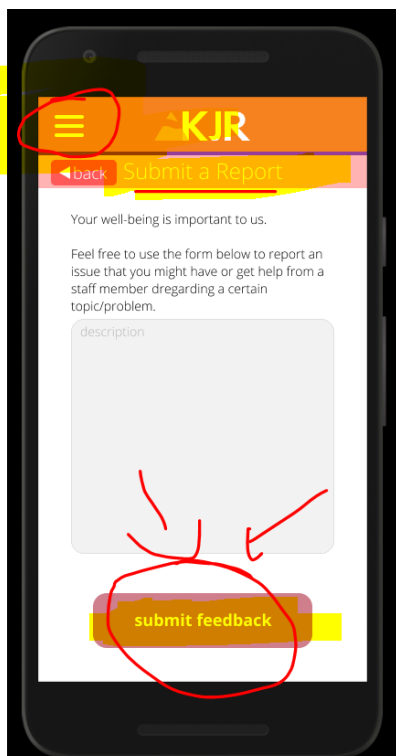 KJR
back Submit a Report
Your well-being is important to us.
Feel free to use the form below to report an
issue that you might have or get help from a
staff member dregarding a certain
topic/problem.
description
submit feedback